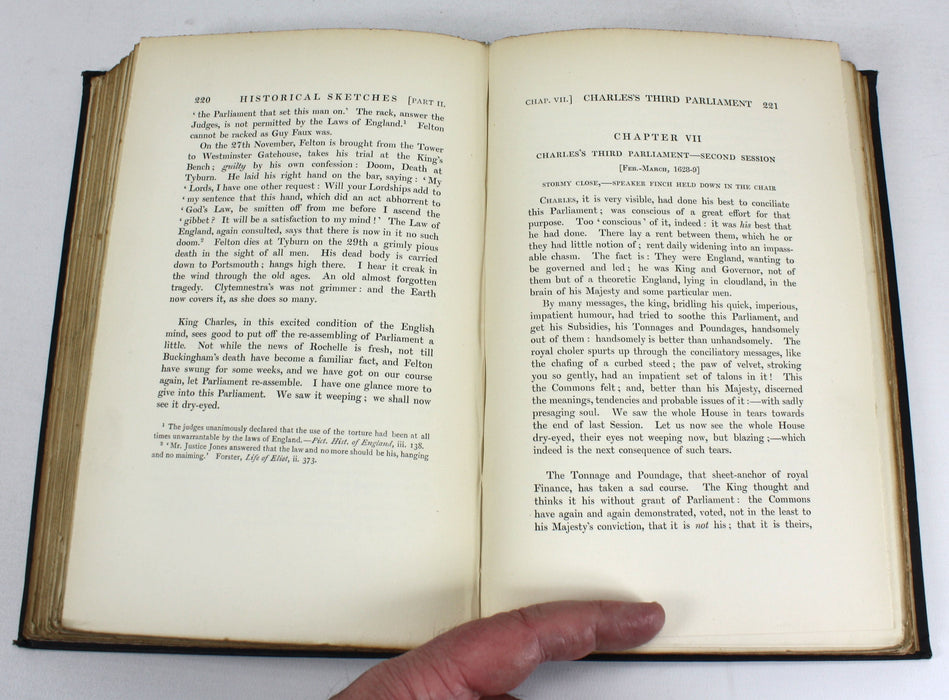 220 HISTORICAL SKETCHES [PART II.
‘the Parliament that set this man on.’ The rack, answer the
Judges, is not permitted by the Laws of England.¹ Felton
cannot be racked as Guy Faux was.
On the 27th November, Felton is brought from the Tower
to Westminster Gatehouse, takes his trial at the King's
Bench; guilty by his own confession: Doom, Death at
Tyburn. He laid his right hand on the bar, saying: ‘My
‘Lords, I have one other request: Will your Lordships add to
‘my sentence that this hand, which did an act abhorrent to
‘God's Law, be smitten off from me before I ascend the
‘gibbet? It will be a satisfaction to my mind!’ The Law of
England, again consulted, says that there is now in it no such
doom.² Felton dies at Tyburn on the 29th a grimly pious
death in the sight of all men. His dead body is carried
down to Portsmouth; hangs high there. I hear it creak in
the wind through the old ages. An old almost forgotten
tragedy. Clytemnestra's was not grimmer: and the Earth
now covers it, as she does so many.
King Charles, in this excited condition of the English
mind, sees good to put off the re-assembling of Parliament a
little. Not while the news of Rochelle is fresh, not till
Buckingham's death have become a familiar fact, and Felton
have swung for some weeks, and we have got on our course
again, let Parliament re-assemble. I have one glance more to
give into this Parliament. We saw it weeping; we shall now
see it dry-eyed.
¹ The judges unanimously declared that the use of the torture had been at all
times unwarrantable by the laws of England.—Pict. Hist. of England, iii. 138.
² ‘Mr. Justice Jones answered that the law and no more should be his, hanging
and no maiming.’ Forster, Life of Eliot, ii. 373.
CHAP. VII.] CHARLES'S THIRD PARLIAMENT 221
CHAPTER VII
CHARLES'S THIRD PARLIAMENT—SECOND SESSION
[FEB.-MARCH, 1628-9]
STORMY CLOSE,—SPEAKER FINCH HELD DOWN IN THE CHAIR
CHARLES, it is very visible, had done his best to conciliate
this Parliament; was conscious of a great effort for that
purpose. Too ‘conscious’ of it, indeed: it was his best that
he had done. There lay a rent between them, which he or
they had little notion of; rent daily widening into an impass-
able chasm. The fact is: They were England, wanting to
be governed and led; he was King and Governor, not of
them but of a theoretic England, lying in cloudland, in the
brain of his Majesty and some particular men.
By many messages, the king, bridling his quick, imperious,
impatient humour, had tried to soothe this Parliament, and
get his Subsidies, his Tonnages and Poundages, handsomely
out of them: handsomely is better than unhandsomely. The
royal choler spurts up through the conciliatory messages, like
the chafing of a curbed steed; the paw of velvet, stroking
you so gently, had an impatient set of talons in it! This
the Commons felt; and, better than his Majesty, discerned
the meanings, tendencies and probable issues of it:—with sadly
presaging soul. We saw the whole House in tears towards
the end of last Session. Let us now see the whole House
dry-eyed, their eyes not weeping now, but blazing;—which
indeed is the next consequence of such tears.
The Tonnage and Poundage, that sheet-anchor of royal
Finance, has taken a sad course. The King thought and
thinks it his without grant of Parliament: the Commons
have again and again demonstrated, voted, not in the least to
his Majesty's conviction, that it is not his; that it is theirs,